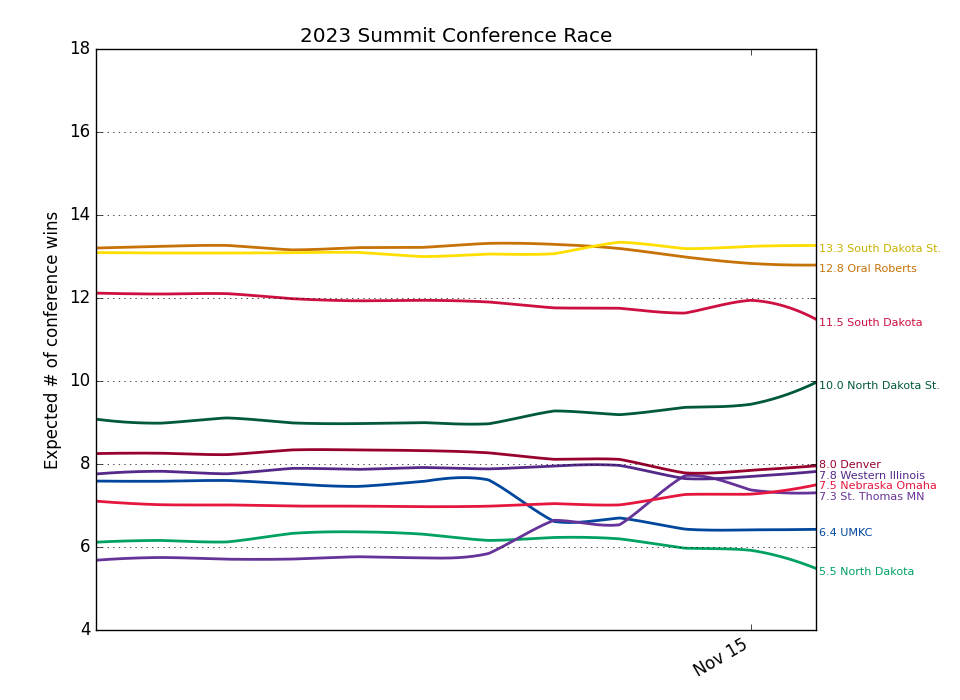 2023 Summit Conference Race
Expected # of conference wins
18
16
14
12
10
8
6
4
13.3 South Dakota St.
12.8 Oral Roberts
11.5 South Dakota
10.0 North Dakota St.
8.0 Denver
7.8 Western Illinois
7.5 Nebraska Omaha
7.3 St. Thomas MN
6.4 UMKC
5.5 North Dakota
Nov 15